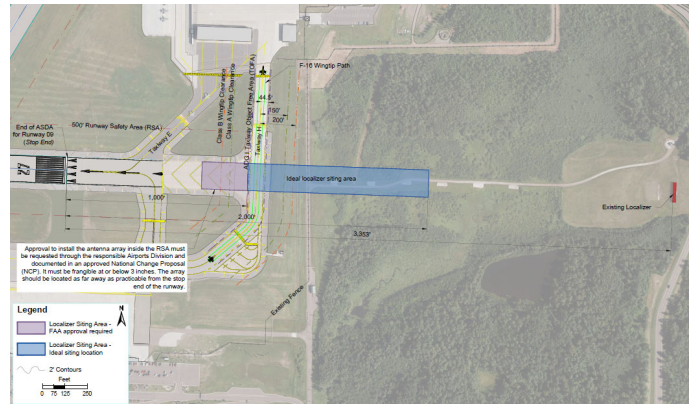 F-16 Wingtip Path
44.5'
150'
200'
Class B Wingtip Clearance
Class A Wingtip Clearance
ADG I Taxiway Object Free Area (TOFA)
Taxiway H
500' Runway Safety Area (RSA)
Taxiway E
End of ASDA
for Runway 09
(Stop End)
27
Ideal localizer siting area
1,000'
2,000'
3,353'
Existing Localizer
Existing Fence
Approval to install the antenna array inside the RSA must
be requested through the responsible Airports Division and
documented in an approved National Change Proposal
(NCP). It must be frangible at or below 3 inches. The array
should be located as far away as practicable from the stop
end of the runway.
Legend
N
Localizer Siting Area -
FAA approval required
Localizer Siting Area -
Ideal siting location
2' Contours
Feet
0 75 125 250